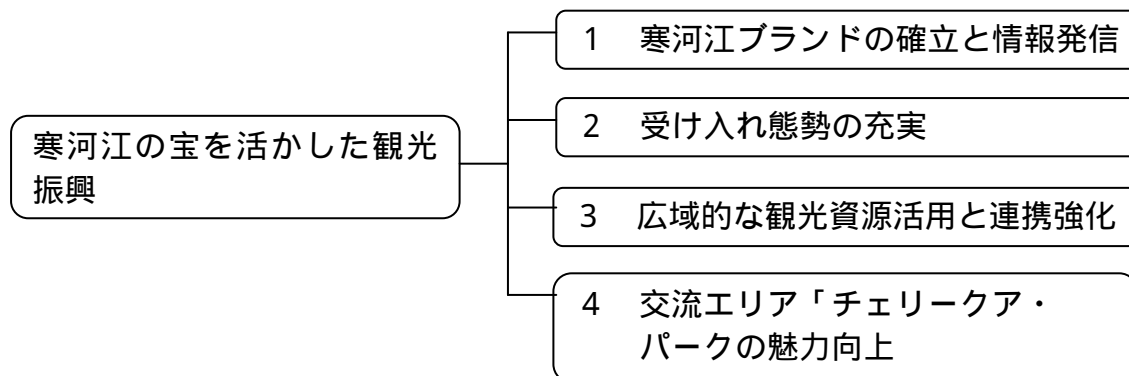 1 寒河江ブランドの確立と情報発信
2 受け入れ態勢の充実
寒河江の宝を活かした観光
振興
3 広域的な観光資源活用と連携強化
4 交流エリア「チェリークア・
パークの魅力向上